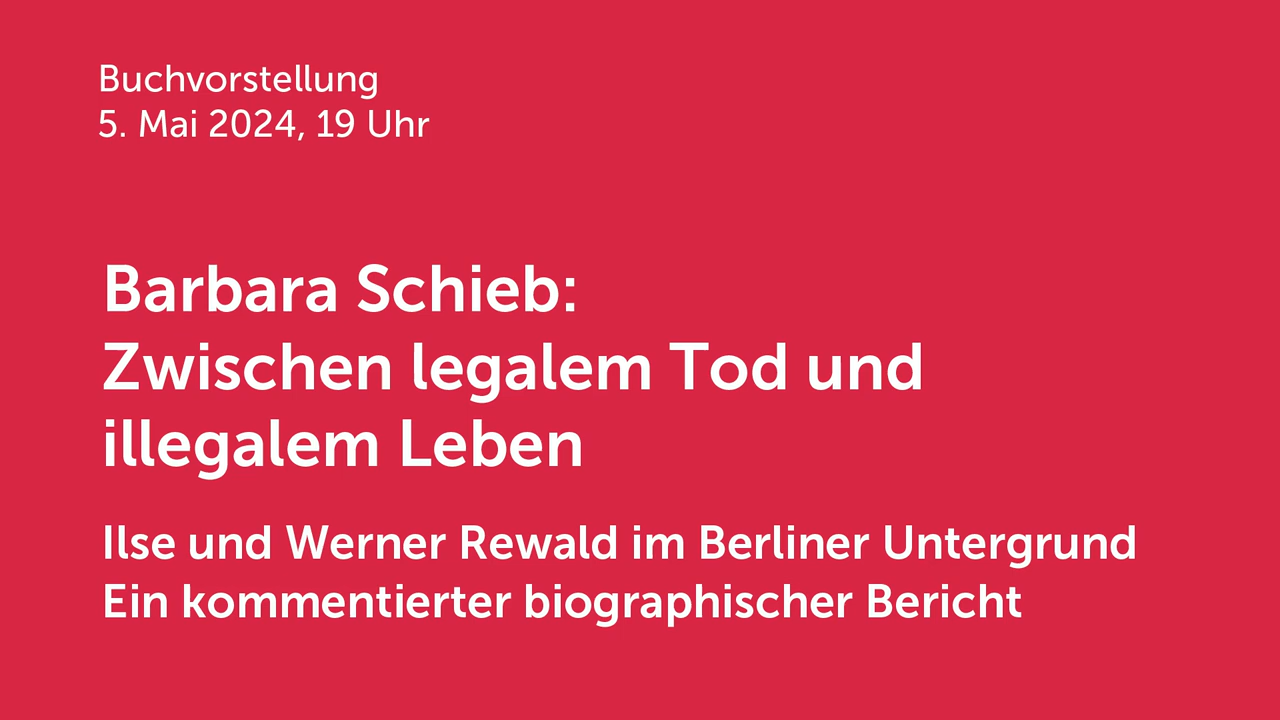 Buchvorstellung
5. Mai 2024, 19 Uhr
Barbara Schieb:
Zwischen legalem Tod und
illegalem Leben
Ilse und Werner Rewald im Berliner Untergrund
Ein kommentierter biographischer Bericht